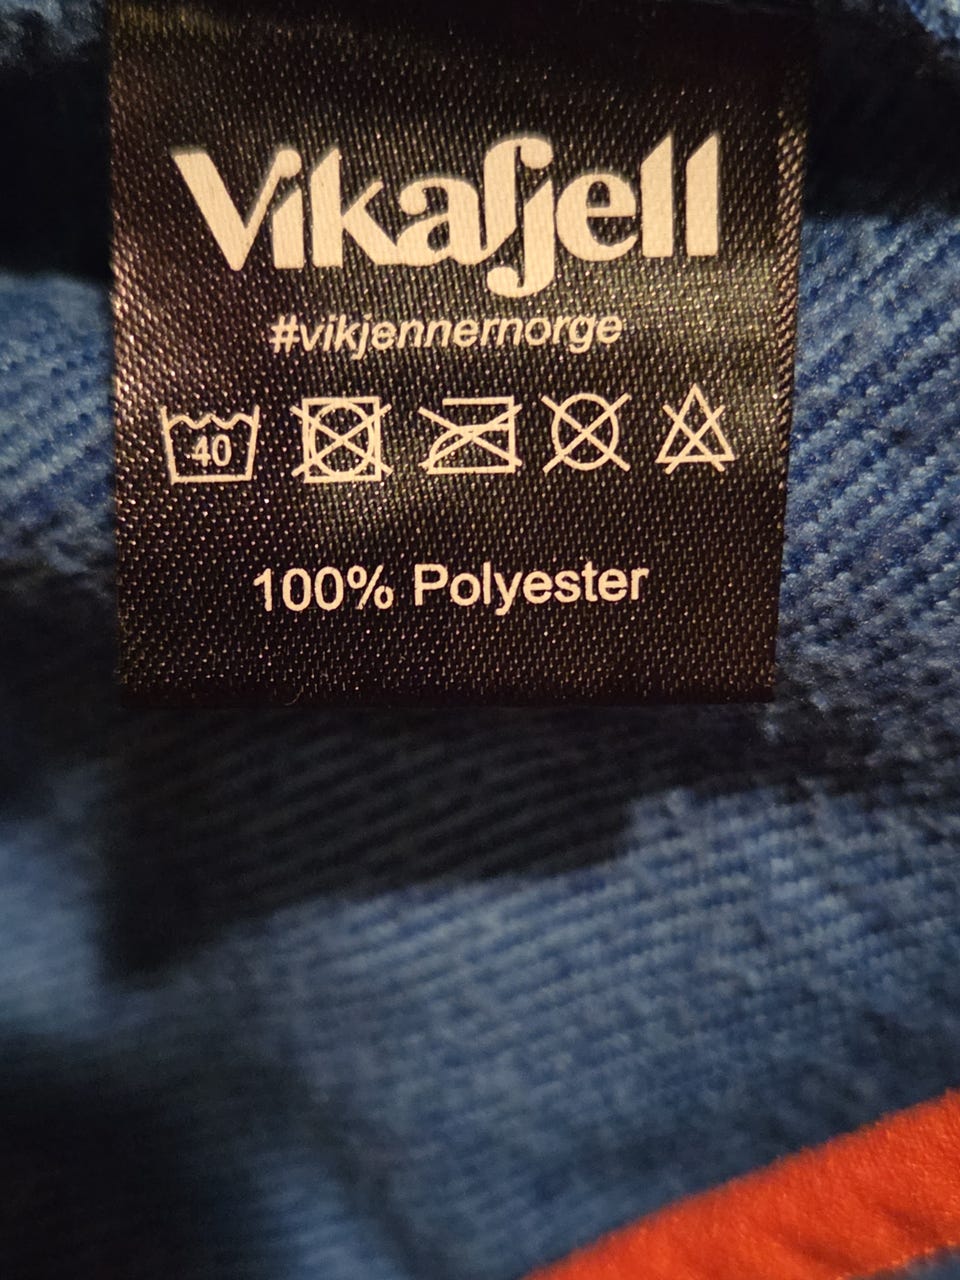 Vikafjell
#vikjennernorge
40
100% Polyester